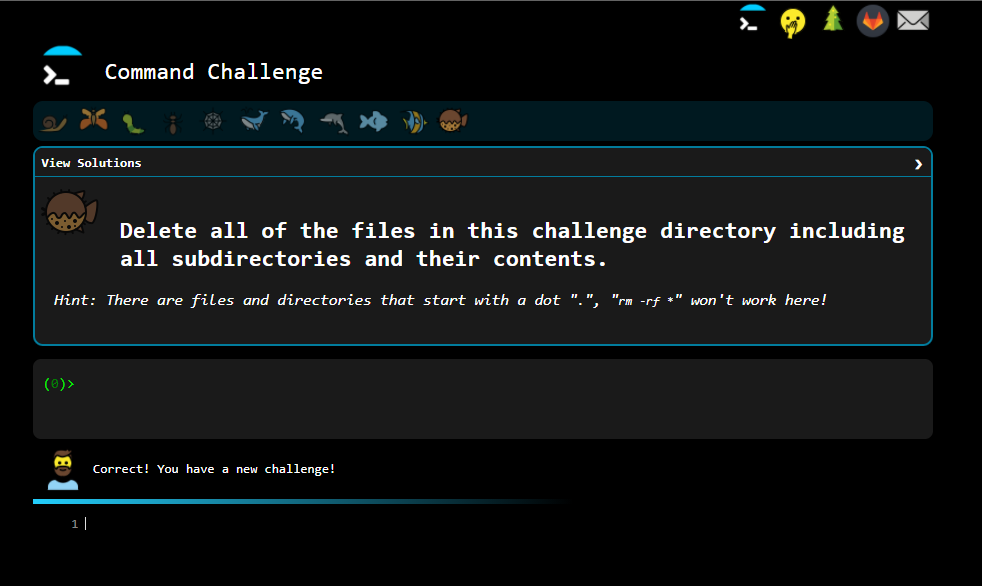 Command Challenge
View Solutions
Delete all of the files in this challenge directory including
all subdirectories and their contents.
Hint: There are files and directories that start with a dot ".", "rm -rf *" won't work here!
(0)>
Correct! You have a new challenge!
1